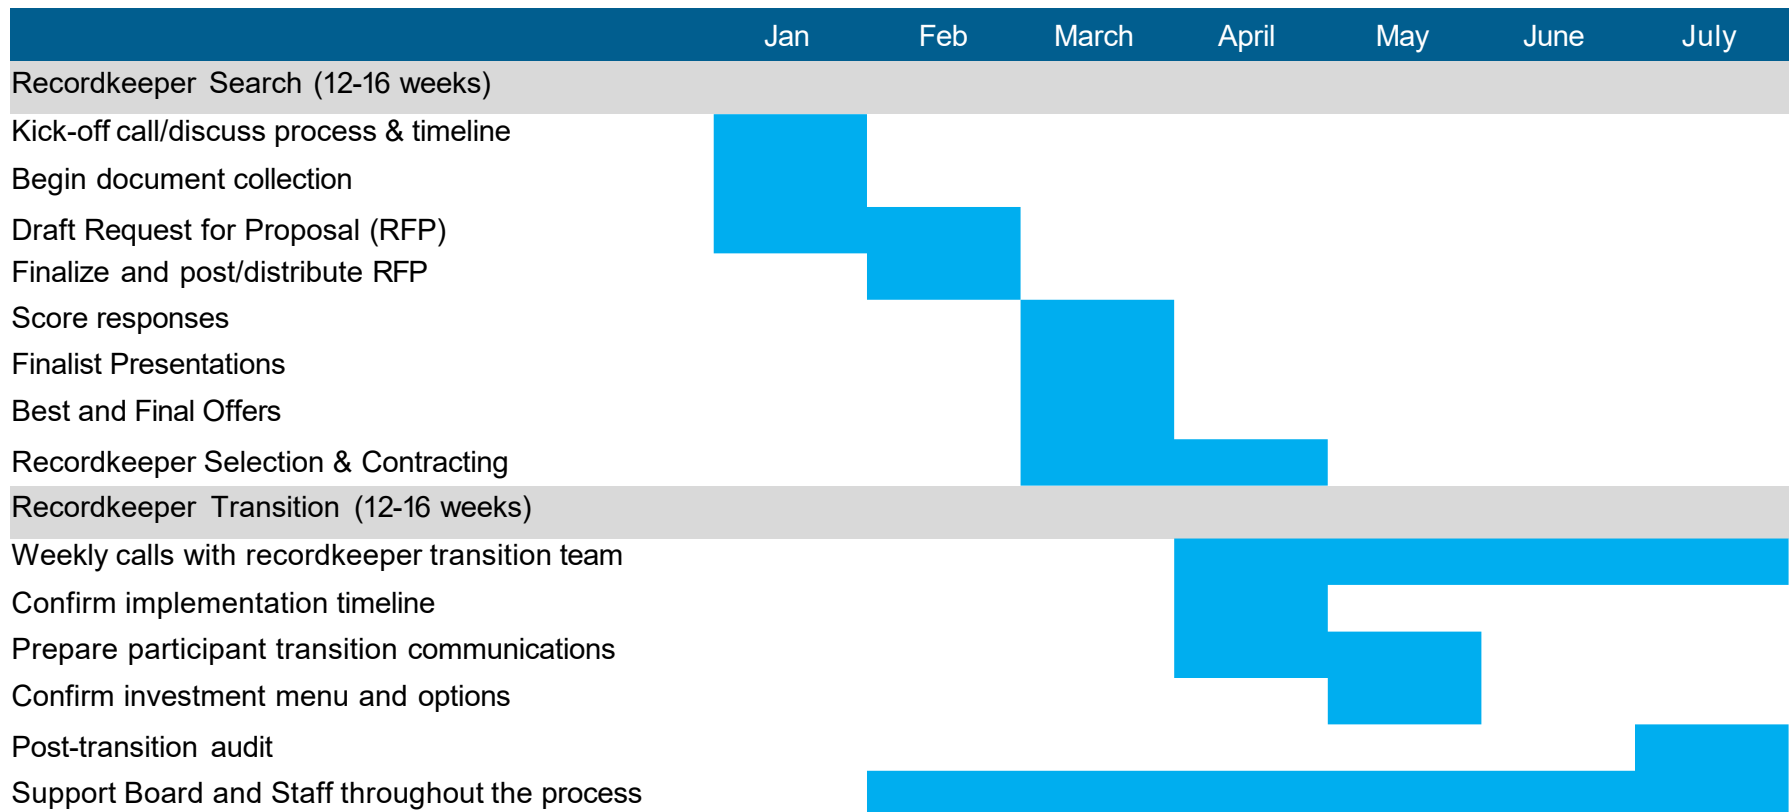 Jan Feb March April May June July
Recordkeeper Search (12-16 weeks)
Kick-off call/discuss process & timeline
Begin document collection
Draft Request for Proposal (RFP)
Finalize and post/distribute RFP
Score responses
Finalist Presentations
Best and Final Offers
Recordkeeper Selection & Contracting
Recordkeeper Transition (12-16 weeks)
Weekly calls with recordkeeper transition team
Confirm implementation timeline
Prepare participant transition communications
Confirm investment menu and options
Post-transition audit
Support Board and Staff throughout the process